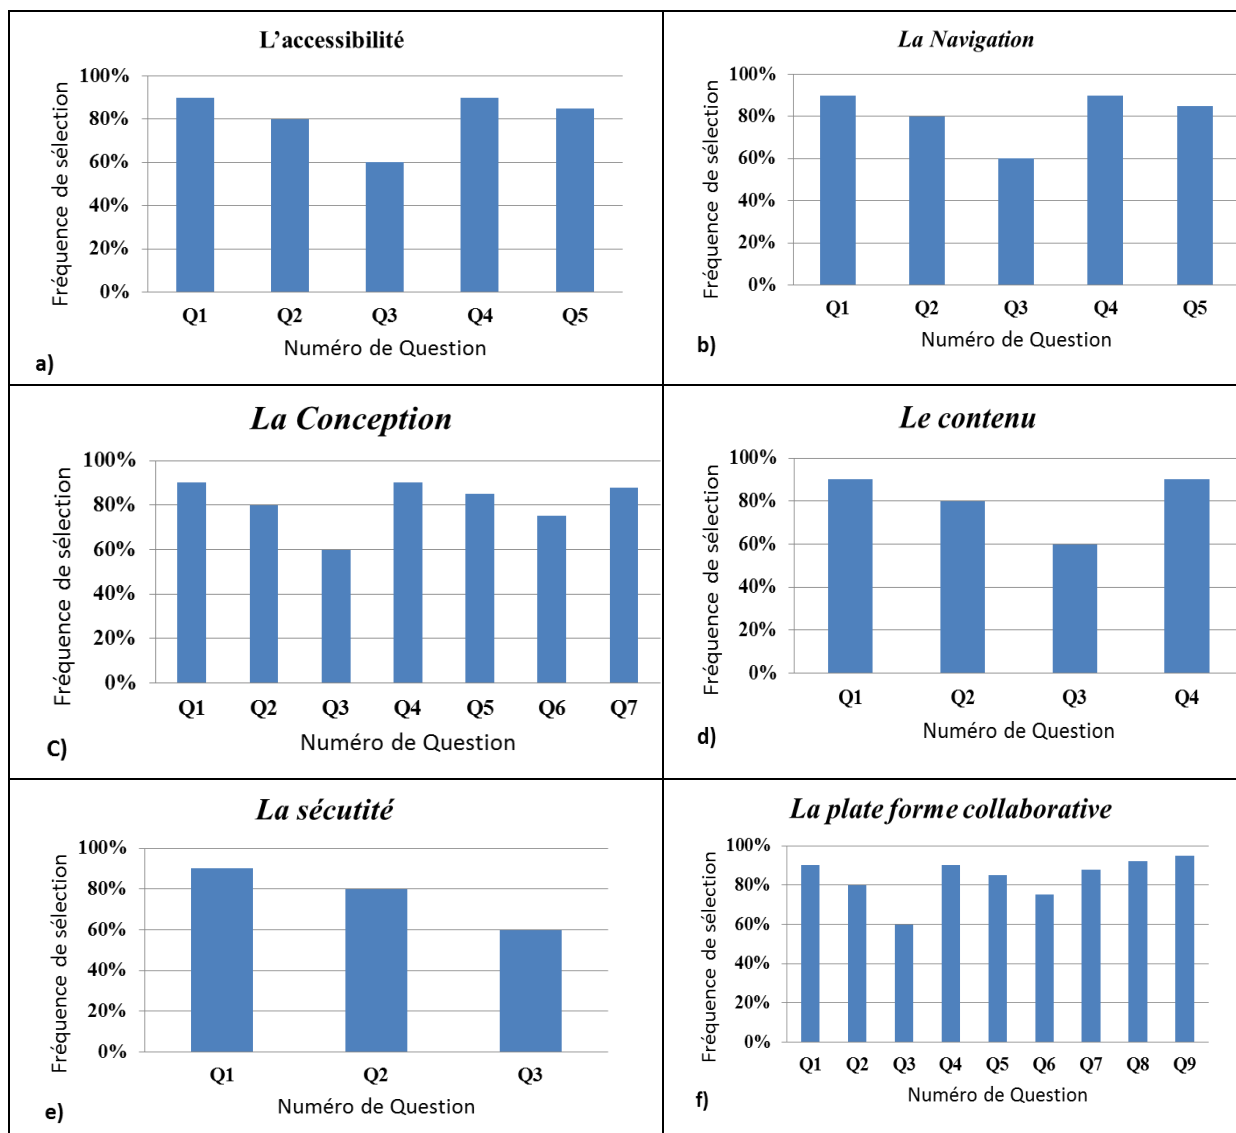 L’accessibilité
Fréquence de sélection
100%
80%
60%
40%
20%
0%
Q1 Q2 Q3 Q4 Q5
Numéro de Question
a)
La Navigation
Fréquence de sélection
100%
80%
60%
40%
20%
0%
Q1 Q2 Q3 Q4 Q5
Numéro de Question
b)
La Conception
Fréquence de sélection
100%
80%
60%
40%
20%
0%
Q1 Q2 Q3 Q4 Q5 Q6 Q7
Numéro de Question
C)
Le contenu
Fréquence de sélection
100%
80%
60%
40%
20%
0%
Q1 Q2 Q3 Q4
Numéro de Question
d)
La sécutité
Fréquence de sélection
100%
80%
60%
40%
20%
0%
Q1 Q2 Q3
Numéro de Question
e)
La plate forme collaborative
Fréquence de sélection
100%
80%
60%
40%
20%
0%
Q1 Q2 Q3 Q4 Q5 Q6 Q7 Q8 Q9
Numéro de Question
f)